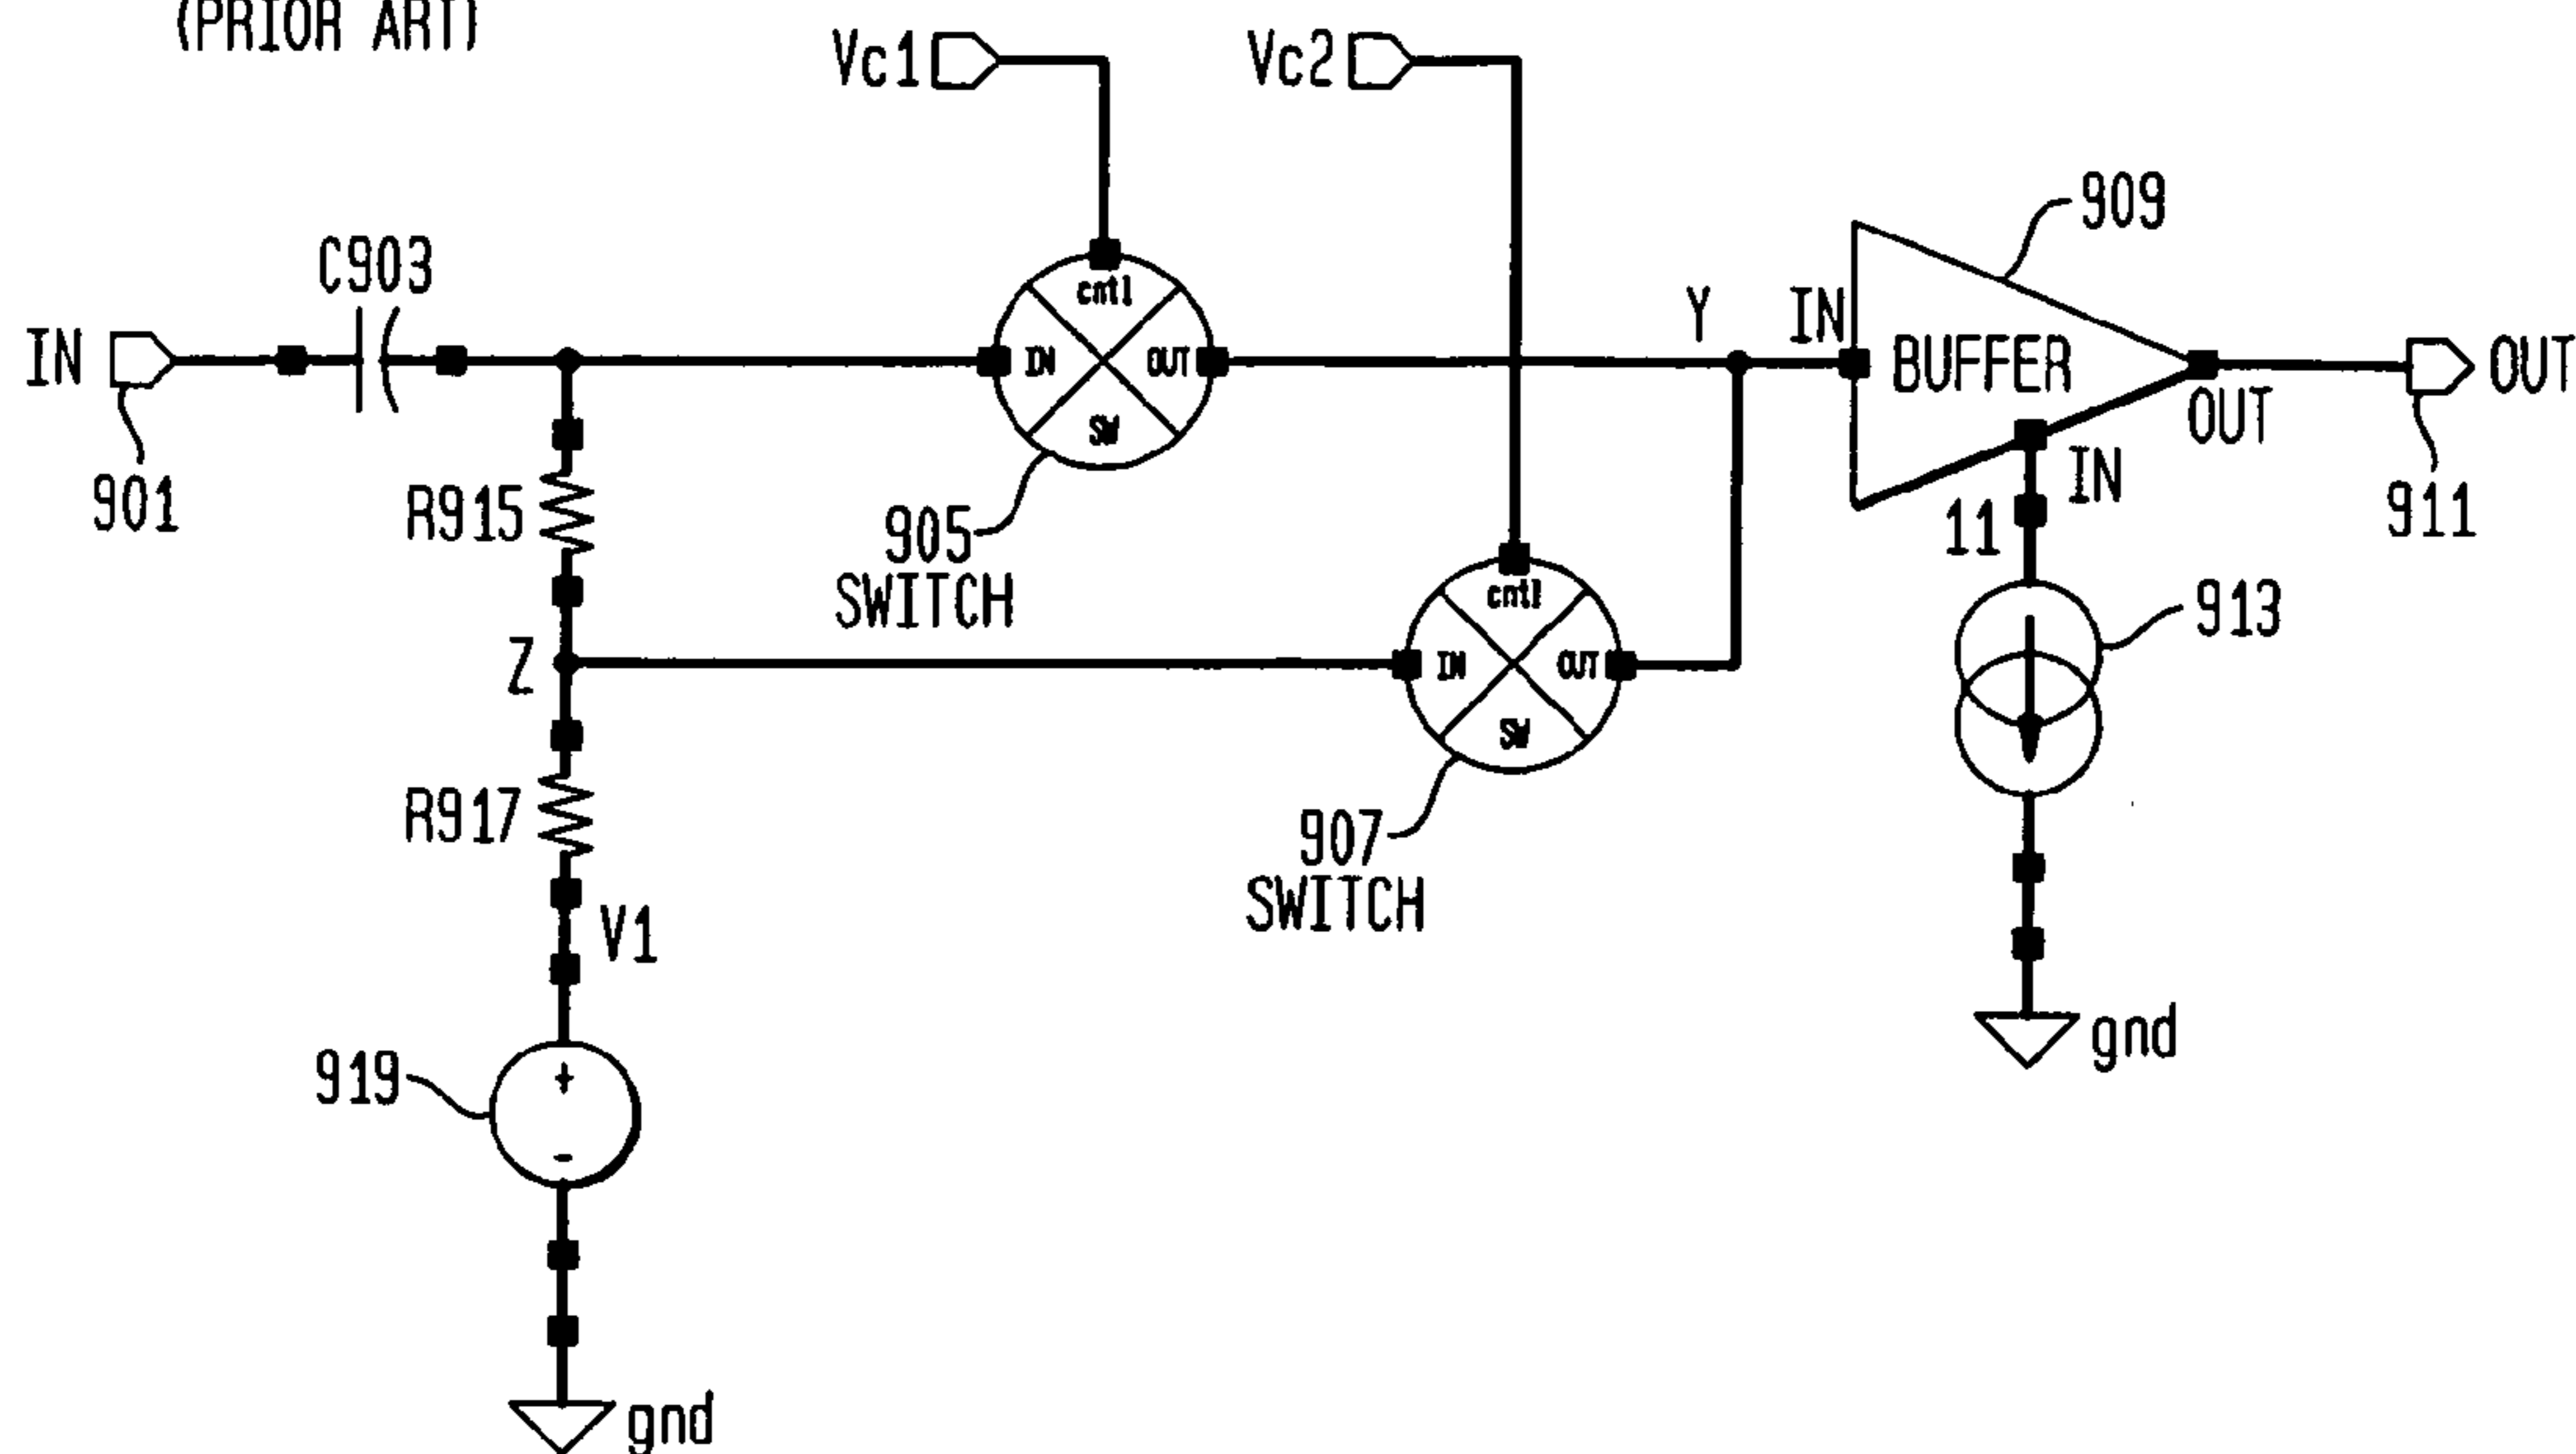 (PRIOR ART)
Vc1
Vc2
909
C903
cntl
Y
IN
IN
IN
OUT
BUFFER
OUT
SW
OUT
901
R915
905
SWITCH
IN
11
911
cntl
913
Z
IN
OUT
SW
R917
907
SWITCH
V1
gnd
919
+
-
gnd